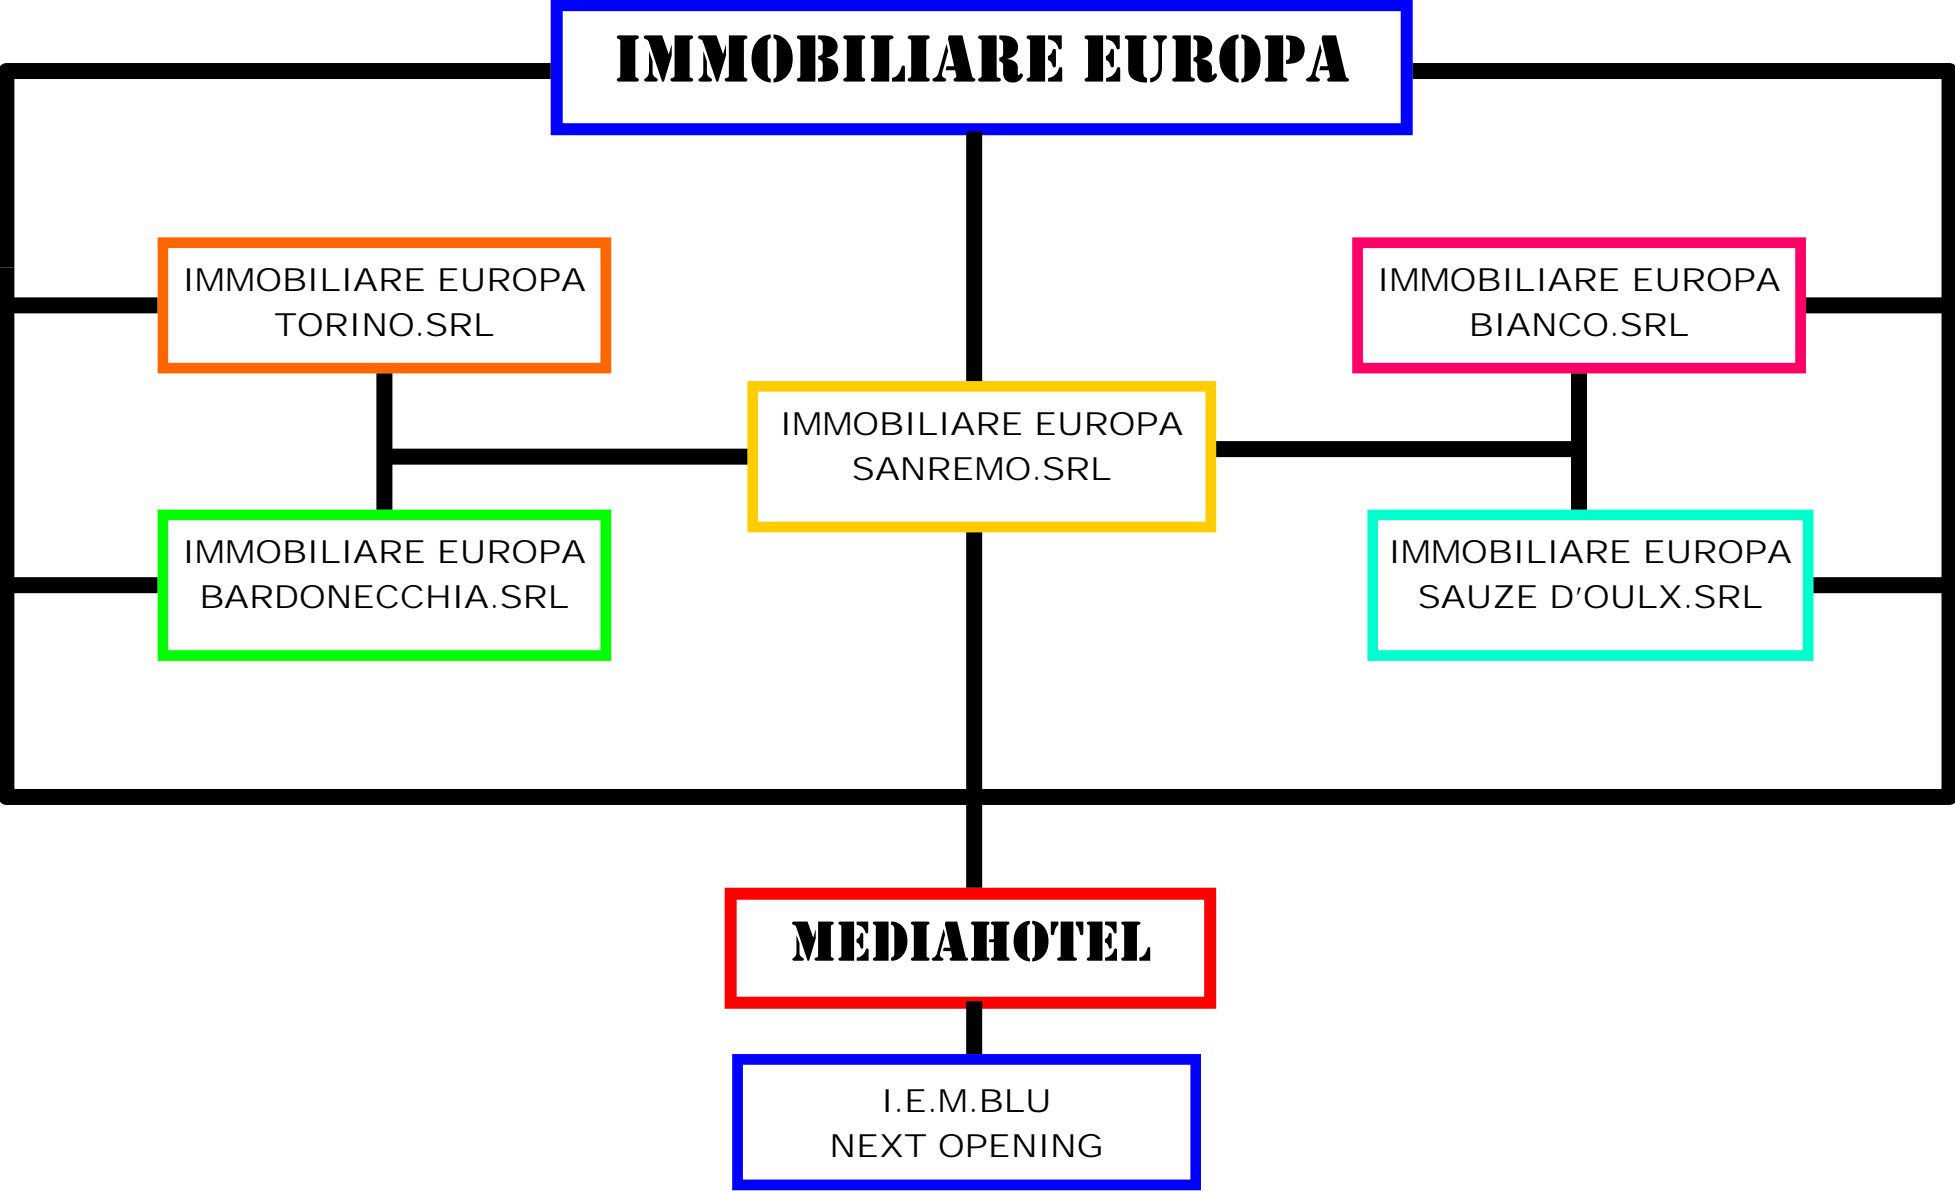 IMMOBILIARE EUROPA
IMMOBILIARE EUROPA
TORINO.SRL
IMMOBILIARE EUROPA
BIANCO.SRL
IMMOBILIARE EUROPA
SANREMO.SRL
IMMOBILIARE EUROPA
BARDONECCHIA.SRL
IMMOBILIARE EUROPA
SAUZE D'OULX.SRL
MEDIAHOTEL
I.E.M.BLU
NEXT OPENING